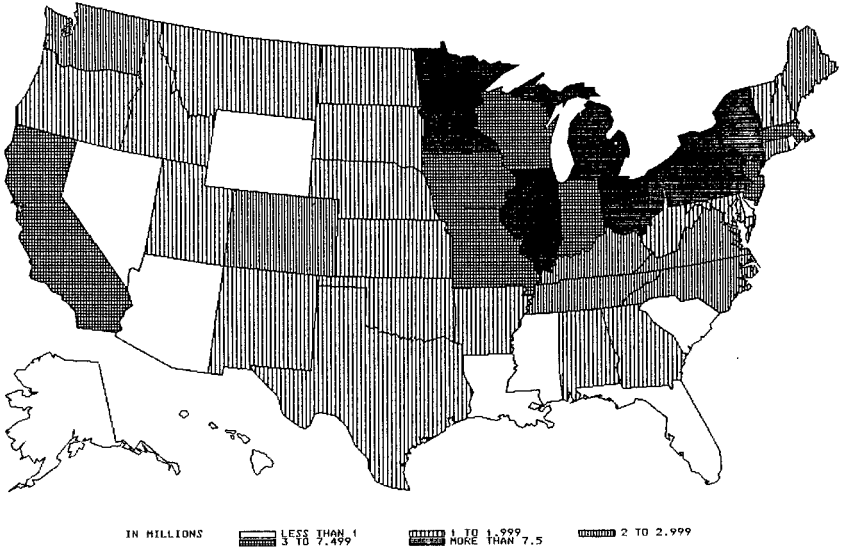 IN MILLIONS LESS THAN 1 1 TO 1.999 2 TO 2.999
3 TO 7.499 MORE THAN 7.5